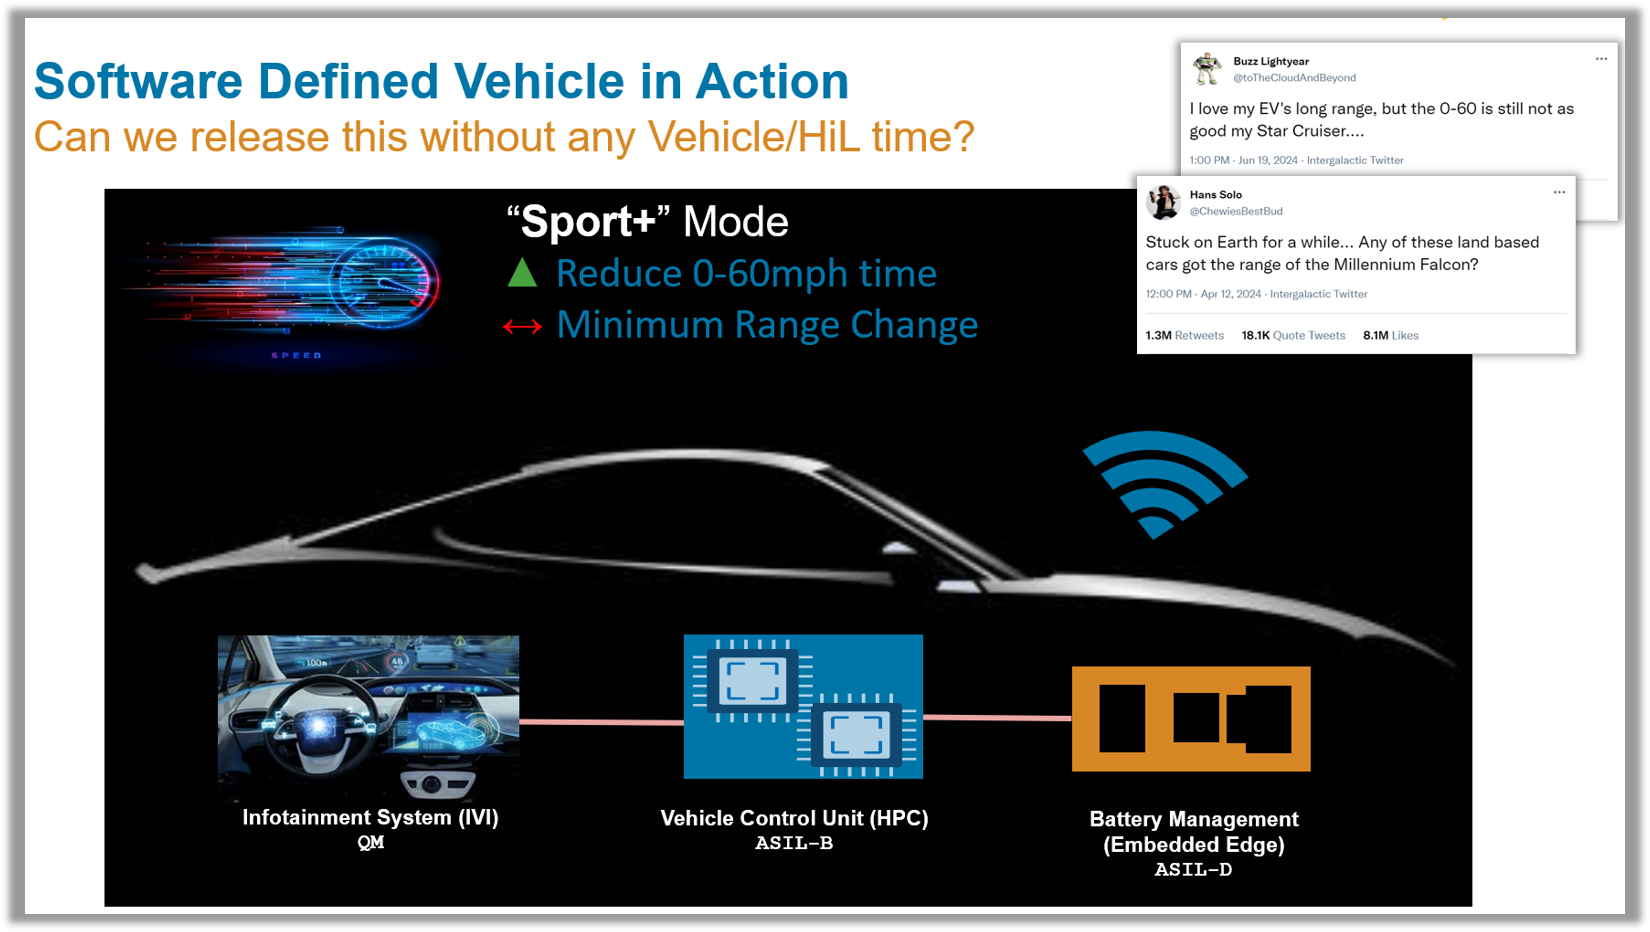 Software Defined Vehicle in Action
Can we release this without any Vehicle/HiL time?
Buzz Lightyear
@toTheCloudAndBeyond
I love my EV's long range, but the 0-60 is still not as
good my Star Cruiser....
1:00 PM · Jun 19, 2024 · Intergalactic Twitter
Hans Solo
@ChewiesBestBud
Stuck on Earth for a while... Any of these land based
cars got the range of the Millennium Falcon?
12:00 PM · Apr 12, 2024 · Intergalactic Twitter
1.3M Retweets 18.1K Quote Tweets 8.1M Likes
“Sport+” Mode
Reduce 0-60mph time
Minimum Range Change
SPEED
100m
48
Infotainment System (IVI)
QM
Vehicle Control Unit (HPC)
ASIL-B
Battery Management
(Embedded Edge)
ASIL-D